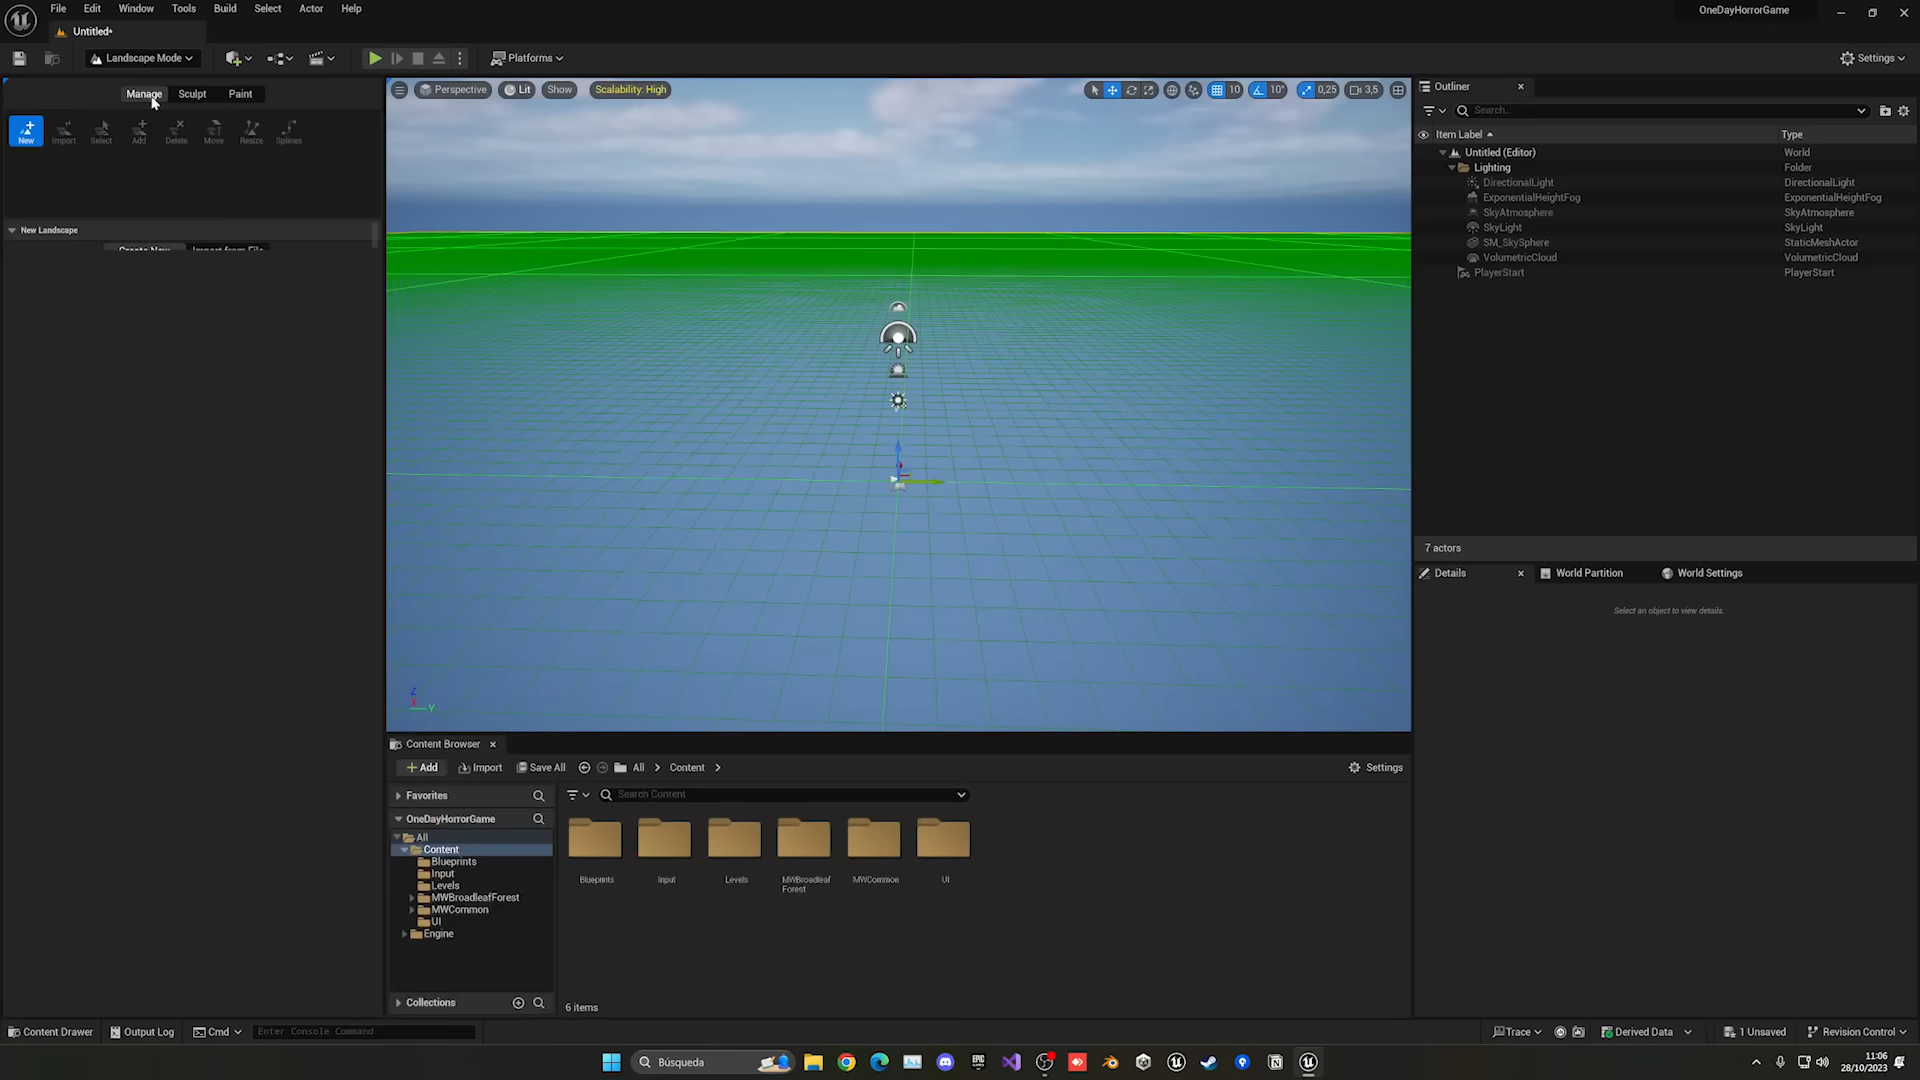 File Edit Window Tools Build Select Actor Help
OneDayHorrorGame
Untitled*
Landscape Mode
Platforms
Settings
Manage Sculpt Paint
New Import Select Add Delete Move Resize Splines
New Landscape
Create New Import from File
Perspective Lit Show Scalability: High
10 10° 0,25 3,5
Z
X
Y
Outliner
Search...
Item Label Type
Untitled (Editor) World
Lighting Folder
DirectionalLight DirectionalLight
ExponentialHeightFog ExponentialHeightFog
SkyAtmosphere SkyAtmosphere
SkyLight SkyLight
SM_SkySphere StaticMeshActor
VolumetricCloud VolumetricCloud
PlayerStart PlayerStart
7 actors
Details World Partition World Settings
Select an object to view details.
Content Browser
Add Import Save All All Content Settings
Favorites
Search Content
OneDayHorrorGame
All
Content
Blueprints
Input
Levels
MWBroadleafForest
MWCommon
UI
Engine
Collections
Blueprints Input Levels MWBroadleaf MWCommon UI
Forest
6 items
Content Drawer Output Log Cmd Enter Console Command
Trace Derived Data 1 Unsaved Revision Control
Búsqueda
EPIC
11:06
28/10/2023